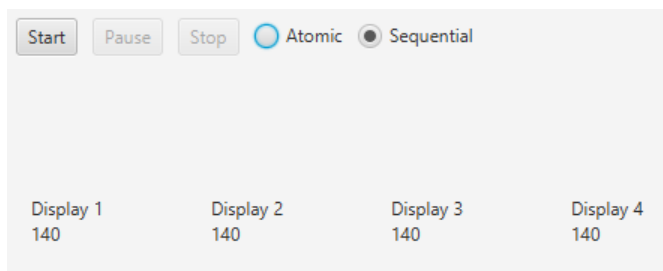 Start Pause Stop Atomic Sequential
Display 1 Display 2 Display 3 Display 4
140 140 140 140